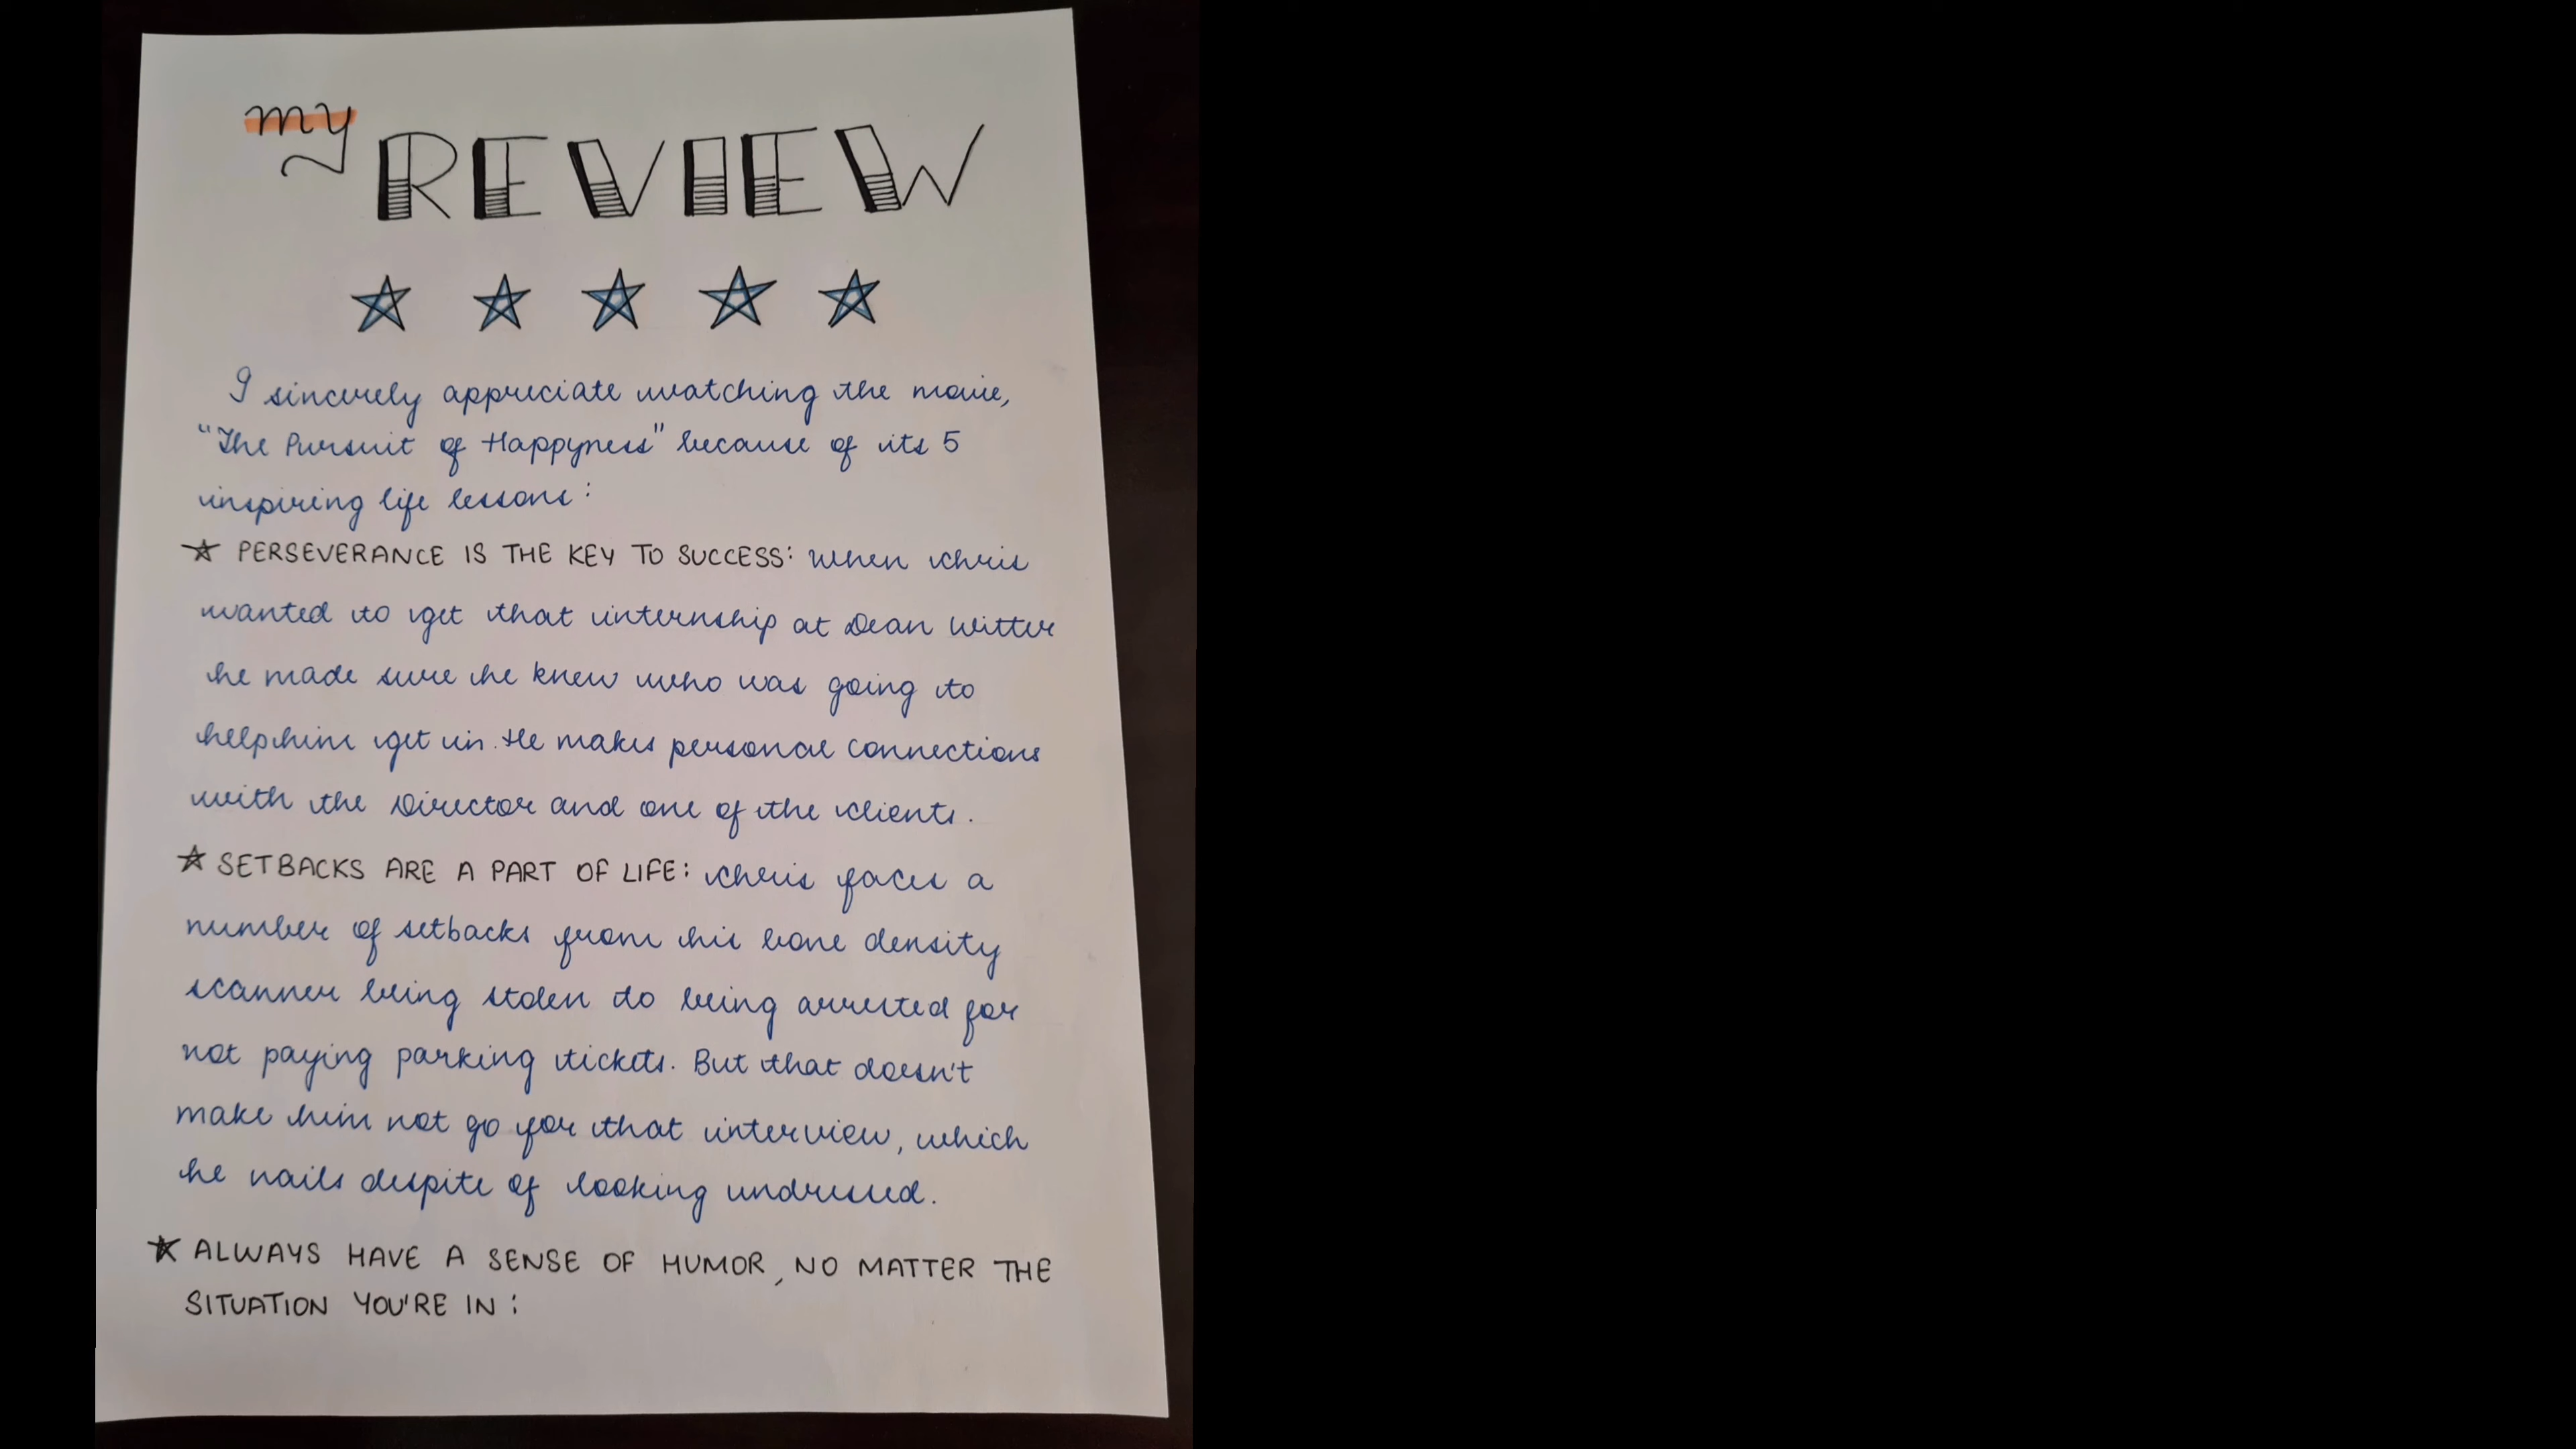 my
REVIEW
I sincerely appreciate watching the movie,
"The Pursuit of Happyness" because of its 5
inspiring life lessons:
PERSEVERANCE IS THE KEY TO SUCCESS: When Chris
wanted to get that internship at Dean Witter
he made sure he knew who was going to
help him get in. He makes personal connections
with the Director and one of the clients.
SETBACKS ARE A PART OF LIFE: Chris faces a
number of setbacks from his bone density
scanner being stolen to being arrested for
not paying parking tickets. But that doesn't
make him not go for that interview, which
he nails despite of looking undressed.
ALWAYS HAVE A SENSE OF HUMOR, NO MATTER THE
SITUATION YOU'RE IN: